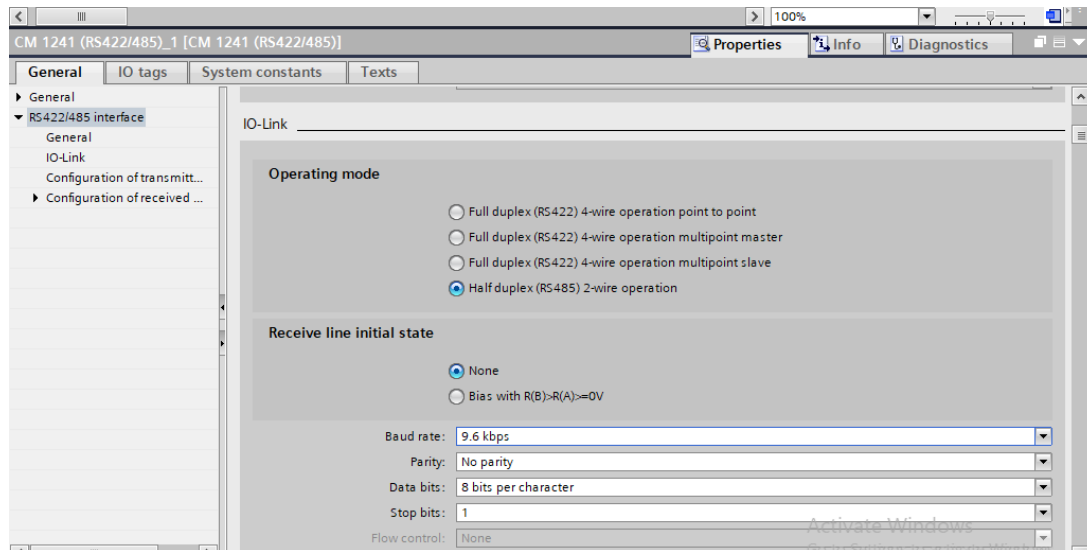 100%
CM 1241 (RS422/485)_1 [CM 1241 (RS422/485)]
Properties
Info
Diagnostics
General
IO tags
System constants
Texts
General
RS422/485 interface
General
IO-Link
Configuration of transmitt...
Configuration of received ...
IO-Link
Operating mode
Full duplex (RS422) 4-wire operation point to point
Full duplex (RS422) 4-wire operation multipoint master
Full duplex (RS422) 4-wire operation multipoint slave
Half duplex (RS485) 2-wire operation
Receive line initial state
None
Bias with R(B)>R(A)>=0V
Baud rate: 9.6 kbps
Parity: No parity
Data bits: 8 bits per character
Stop bits: 1
Activate Windows
Flow control: None